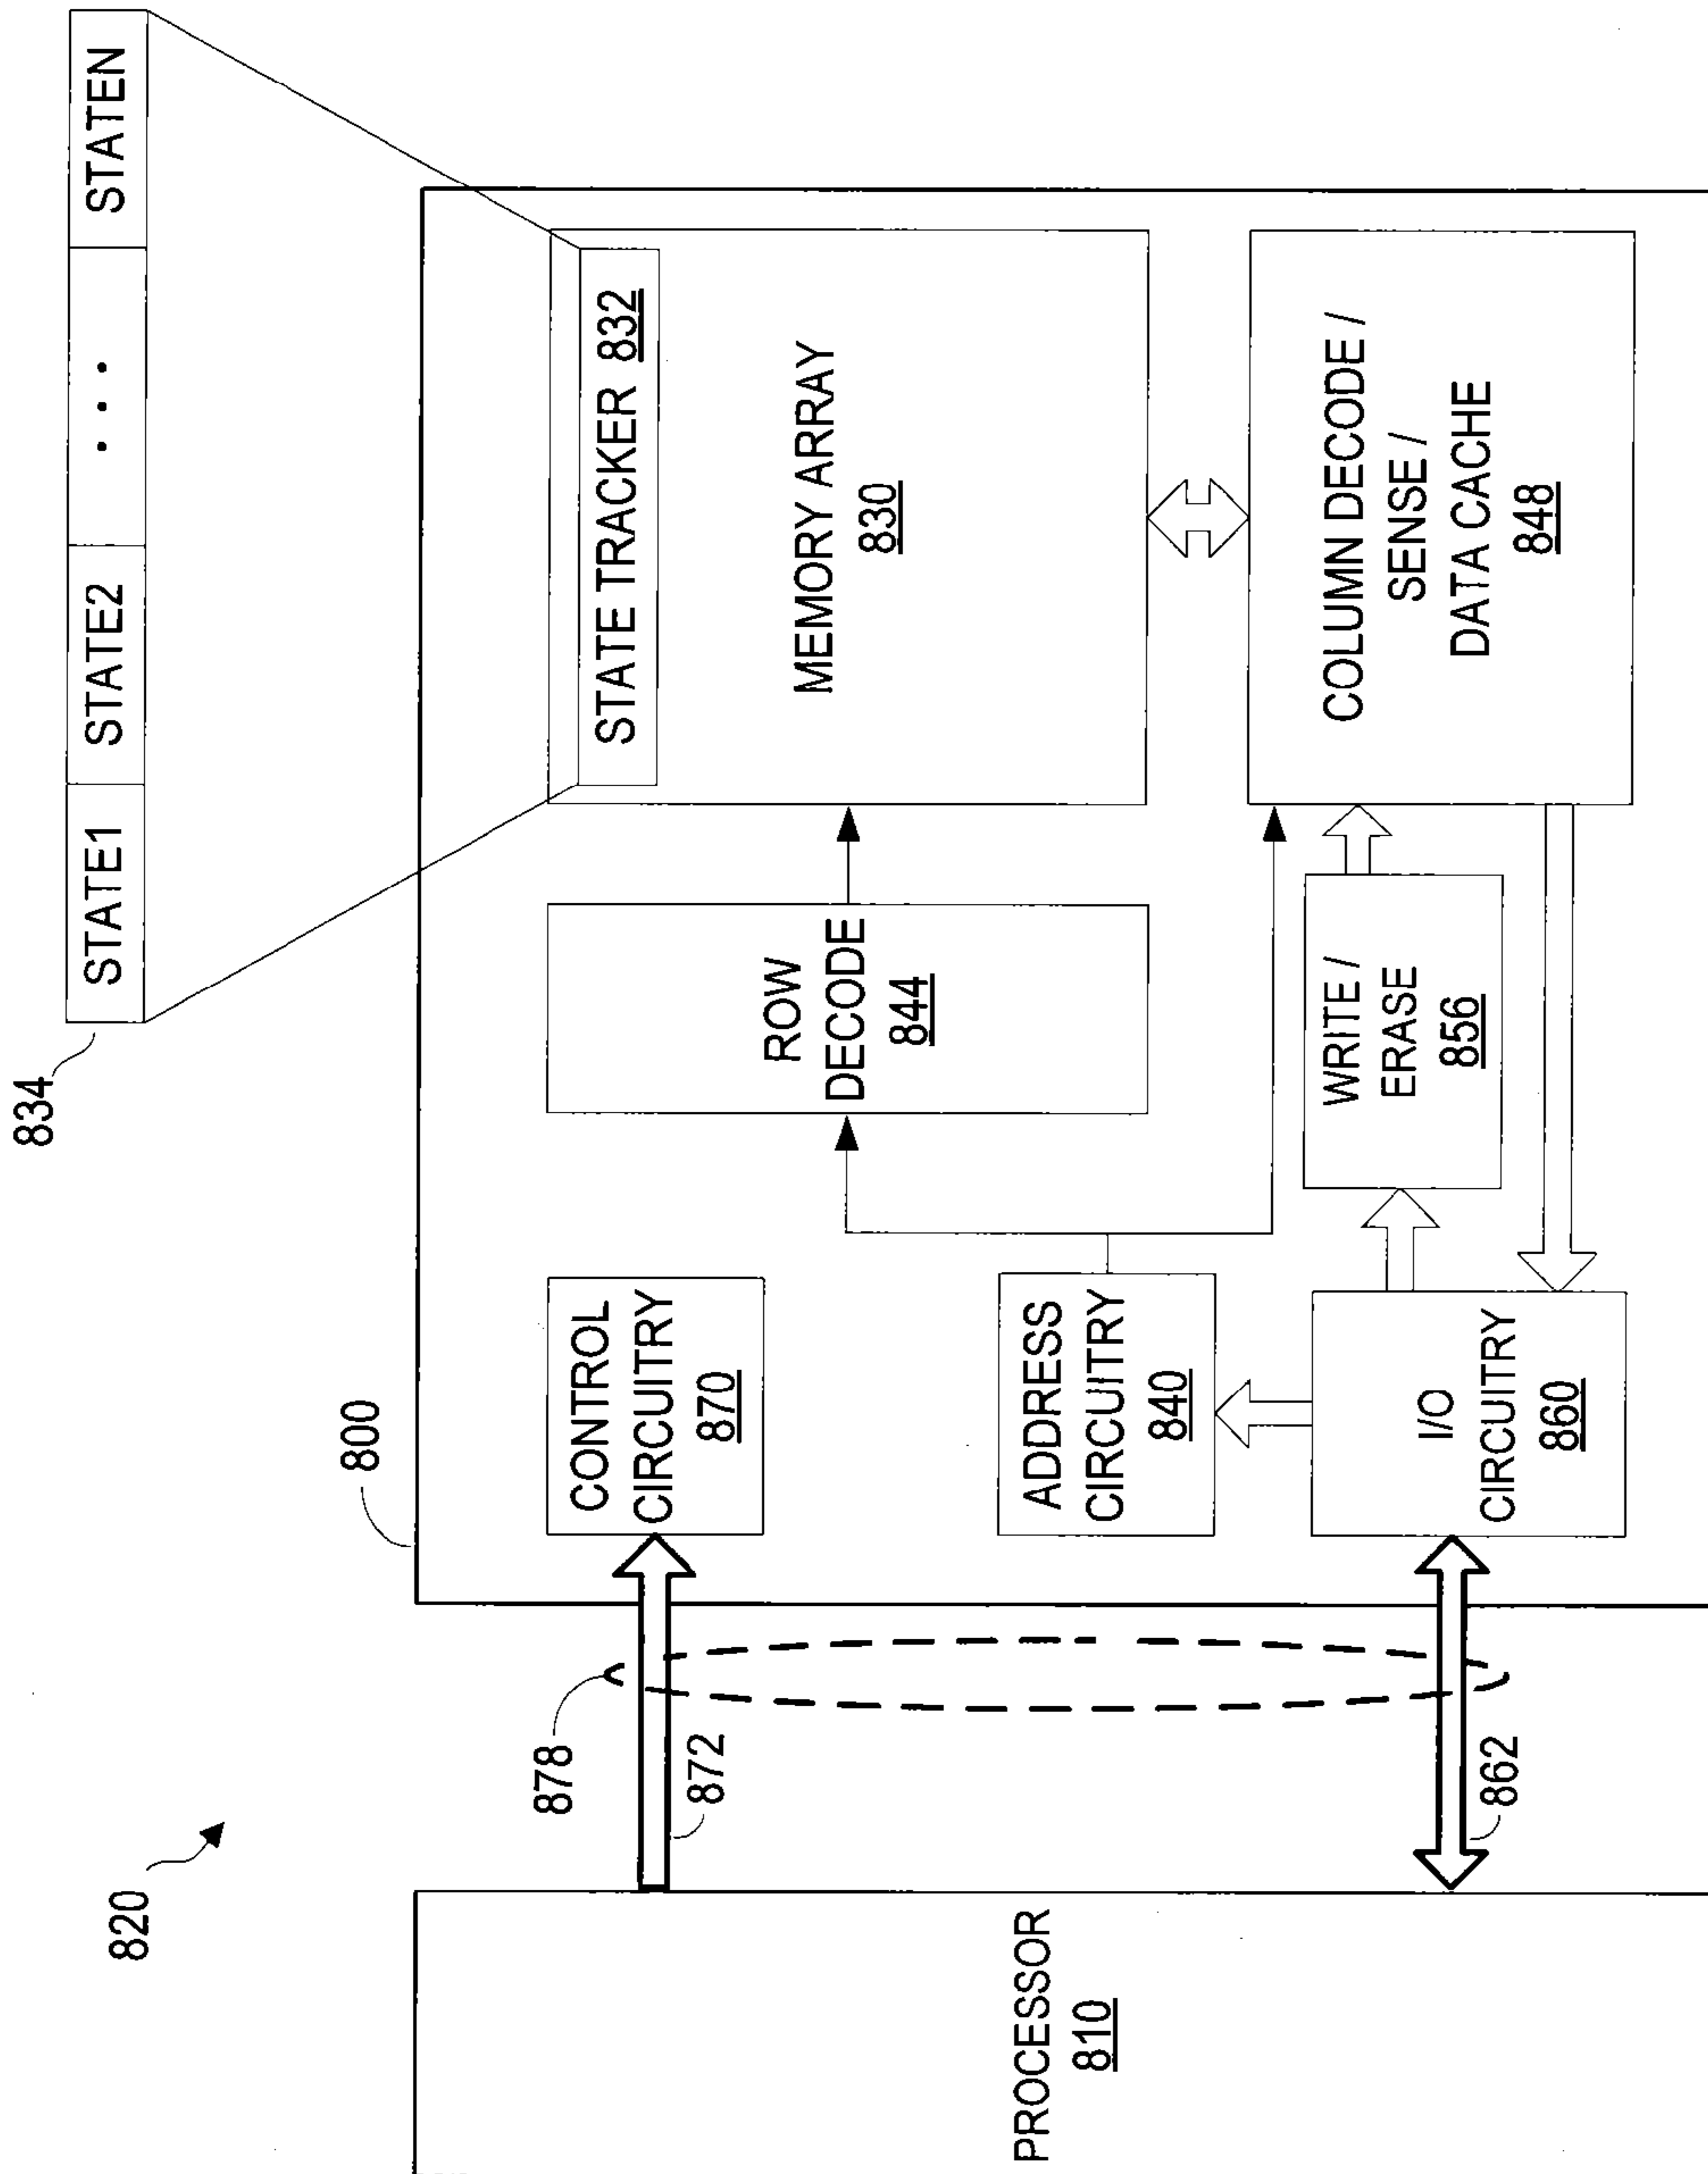 834
STATE1 STATE2 • • • STATEN
820
800
PROCESSOR
810
878
872
862
CONTROL
CIRCUITRY
870
ADDRESS
CIRCUITRY
840
I/O
CIRCUITRY
860
ROW
DECODE
844
WRITE /
ERASE
856
STATE TRACKER 832
MEMORY ARRAY
830
COLUMN DECODE /
SENSE /
DATA CACHE
848